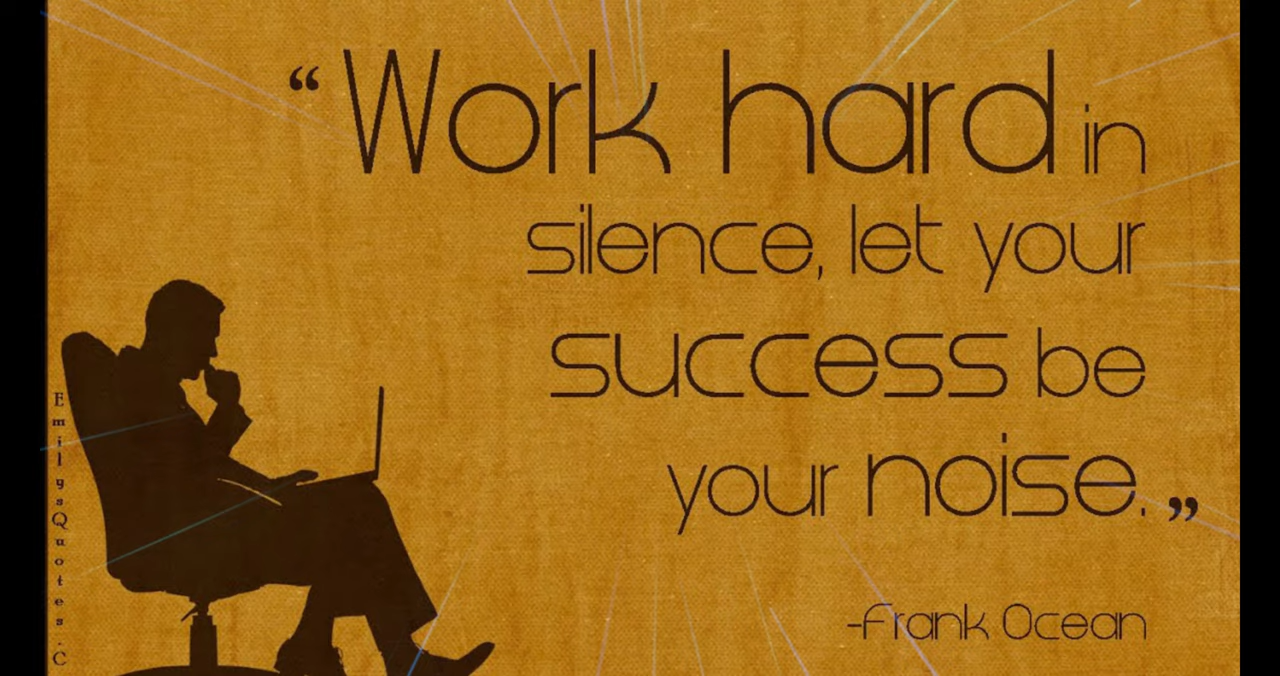 “Work hard in
silence, let your
success be
your noise.”
-Frank Ocean
EmilysQuotes.C